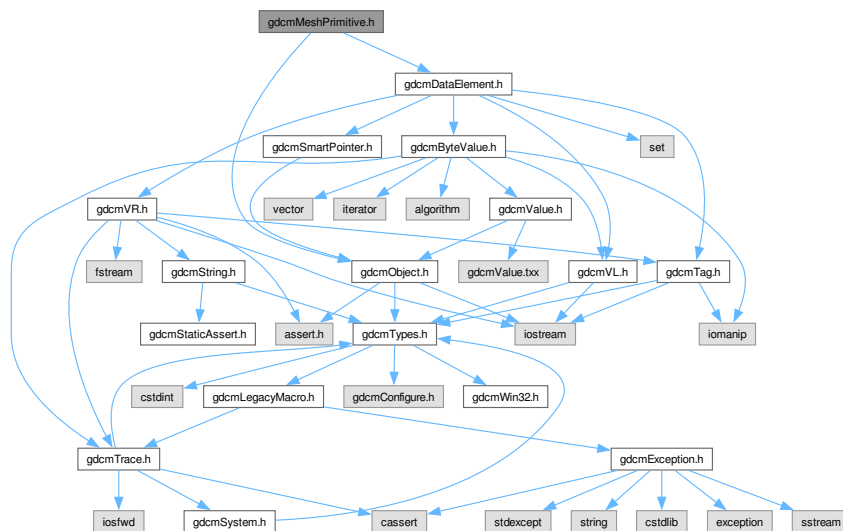 gdcmMeshPrimitive.h
gdcmDataElement.h
gdcmSmartPointer.h
gdcmByteValue.h
set
gdcmVR.h
vector
iterator
algorithm
gdcmValue.h
fstream
gdcmString.h
gdcmObject.h
gdcmValue.txx
gdcmVL.h
gdcmTag.h
gdcmStaticAssert.h
assert.h
gdcmTypes.h
iostream
iomanip
cstdint
gdcmLegacyMacro.h
gdcmConfigure.h
gdcmWin32.h
gdcmTrace.h
gdcmException.h
iosfwd
gdcmSystem.h
cassert
stdexcept
string
cstdlib
exception
sstream